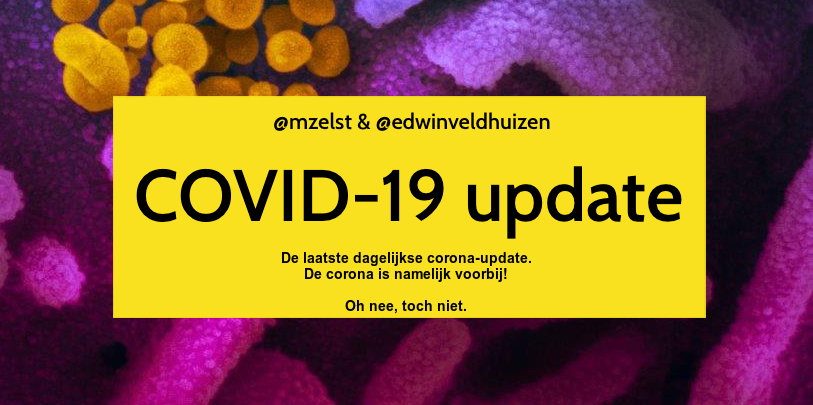 @mzelst & @edwinveldhuizen
COVID-19 update
De laatste dagelijkse corona-update.
De corona is namelijk voorbij!
Oh nee, toch niet.